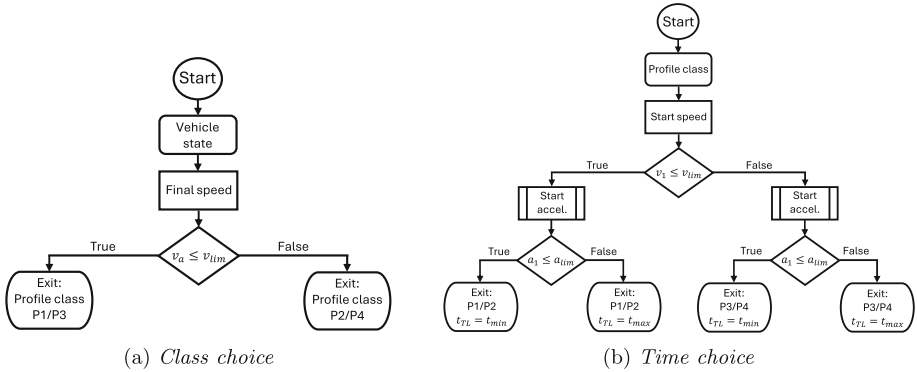 Start
Vehicle
state
Final speed
v_a ≤ v_lim
True
False
Exit:
Profile class
P1/P3
Exit:
Profile class
P2/P4
(a) Class choice
Start
Profile class
Start speed
v_1 ≤ v_lim
True
False
Start
accel.
Start
accel.
a_1 ≤ a_lim
True
False
a_1 ≤ a_lim
True
False
Exit:
P1/P2
t_TL = t_min
Exit:
P1/P2
t_TL = t_max
Exit:
P3/P4
t_TL = t_min
Exit:
P3/P4
t_TL = t_max
(b) Time choice